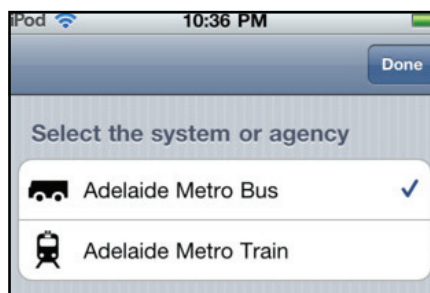 iPod 10:36 PM
Done
Select the system or agency
Adelaide Metro Bus
Adelaide Metro Train